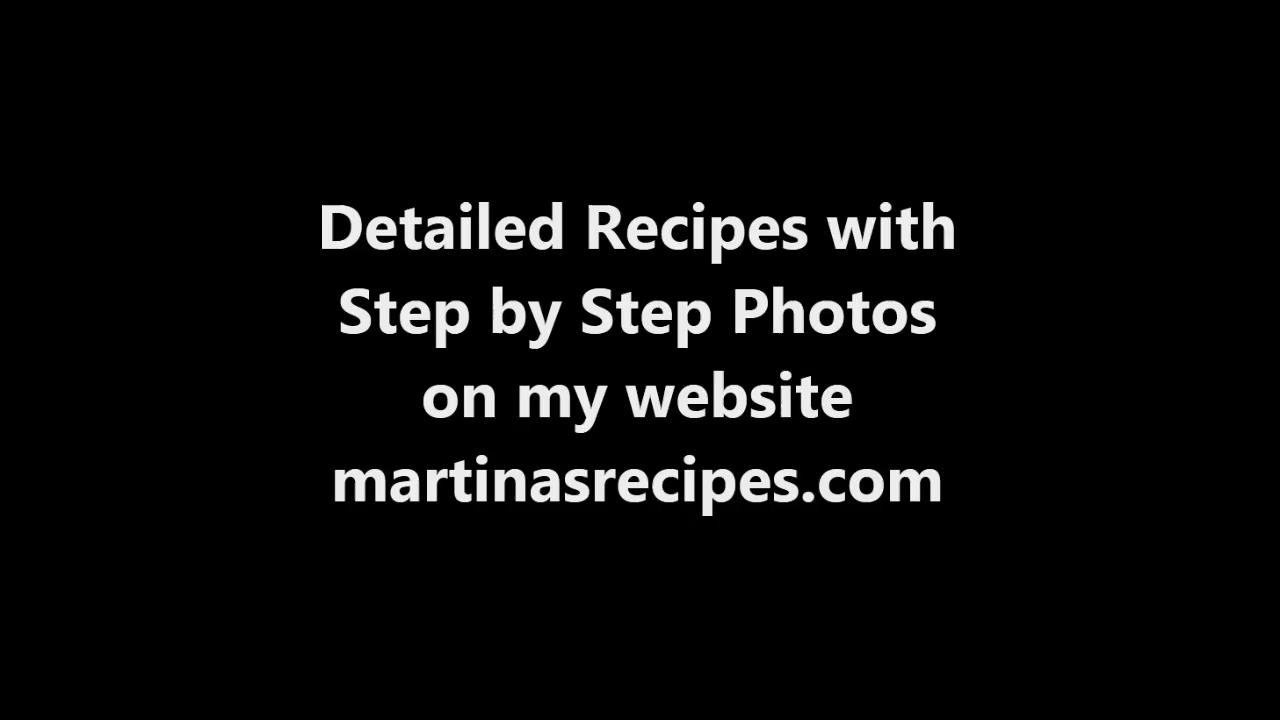 Detailed Recipes with
Step by Step Photos
on my website
martinasrecipes.com